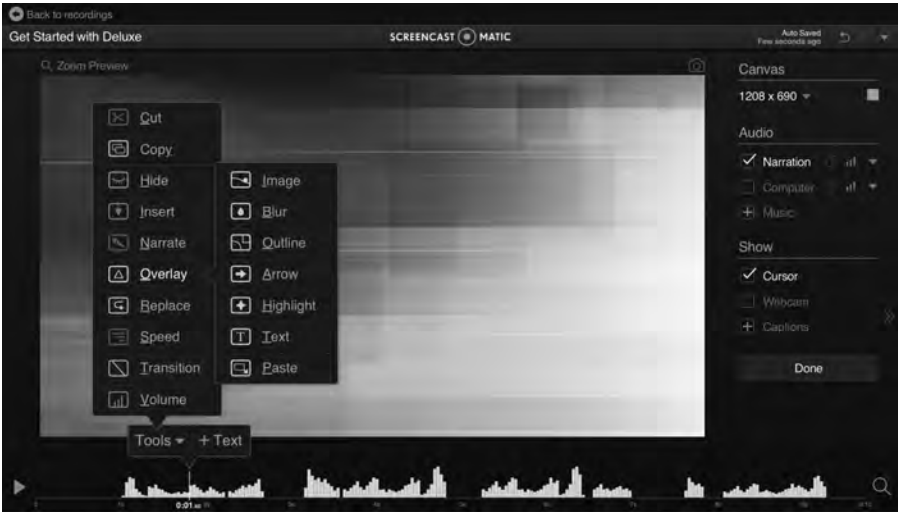 Back to recordings
Get Started with Deluxe
SCREENCAST MATIC
Auto Saved
Few seconds ago
Zoom Preview
Canvas
1208 x 690
Audio
Narration
Computer
Music
Show
Cursor
Webcam
Captions
Done
Cut
Copy
Hide
Insert
Narrate
Overlay
Replace
Speed
Transition
Volume
Image
Blur
Outline
Arrow
Highlight
Text
Paste
Tools + Text
0:01